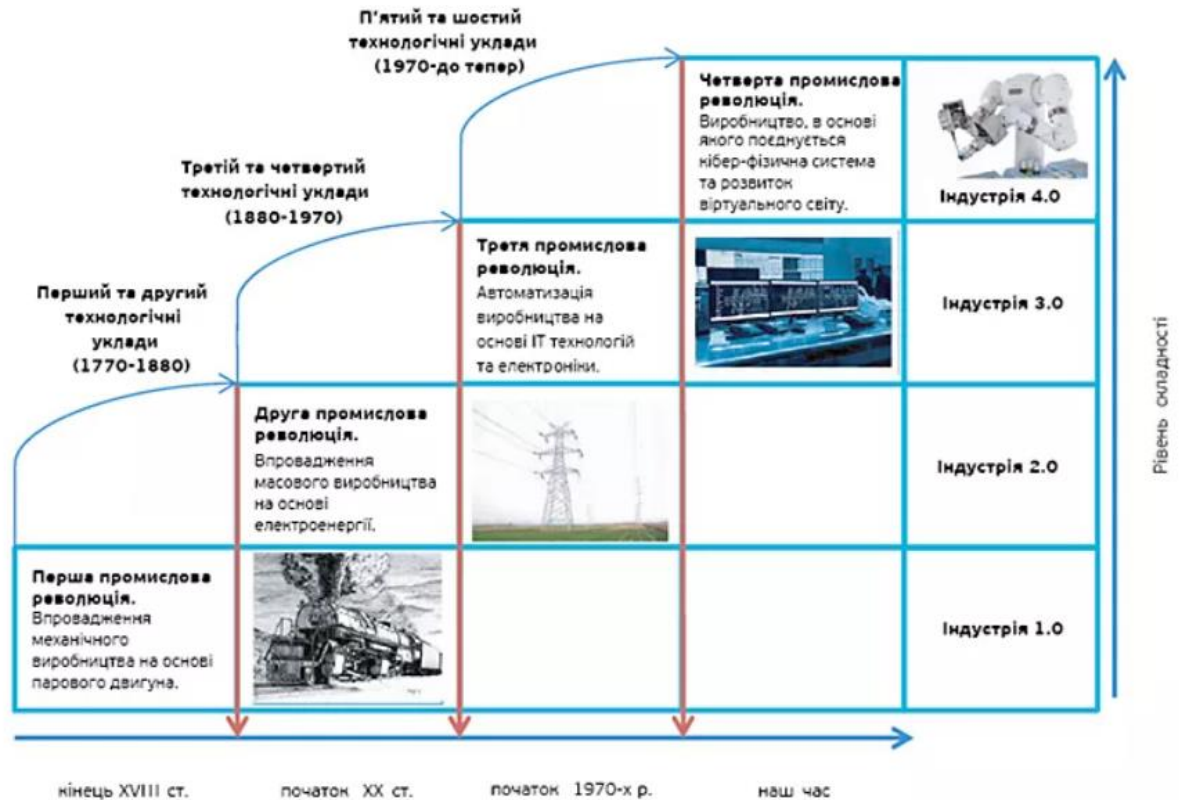 П'ятий та шостий
технологічні уклади
(1970-до тепер)
Четверта промислова
революція.
Виробництво, в основі
якого поєднується
кібер-фізична система
та розвиток
віртуального світу.
Індустрія 4.0
Третій та четвертий
технологічні уклади
(1880-1970)
Третя промислова
революція.
Автоматизація
виробництва на
основі ІТ технологій
та електроніки.
Індустрія 3.0
Перший та другий
технологічні
уклади
(1770-1880)
Друга промислова
революція.
Впровадження
масового виробництва
на основі
електроенергії.
Індустрія 2.0
Перша промислова
революція.
Впровадження
механічного
виробництва на основі
парового двигуна.
Індустрія 1.0
Рівень складності
кінець XVIII ст.
початок XX ст.
початок 1970-х р.
наш час